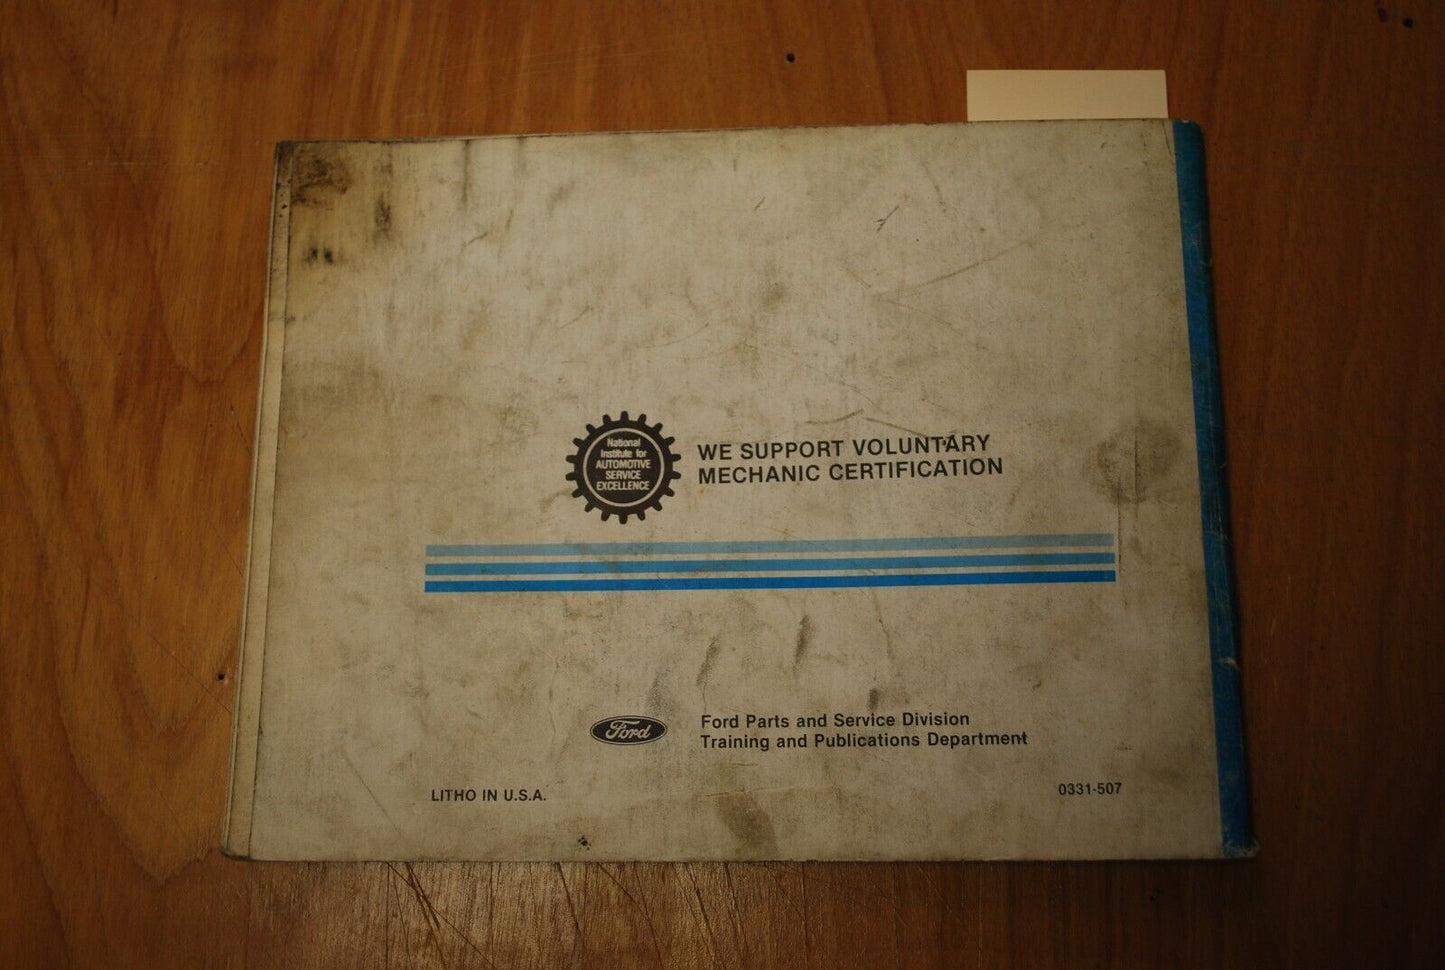 National
Institute for
AUTOMOTIVE
SERVICE
EXCELLENCE
WE SUPPORT VOLUNTARY
MECHANIC CERTIFICATION
Ford
Ford Parts and Service Division
Training and Publications Department
LITHO IN U.S.A.
0331-507